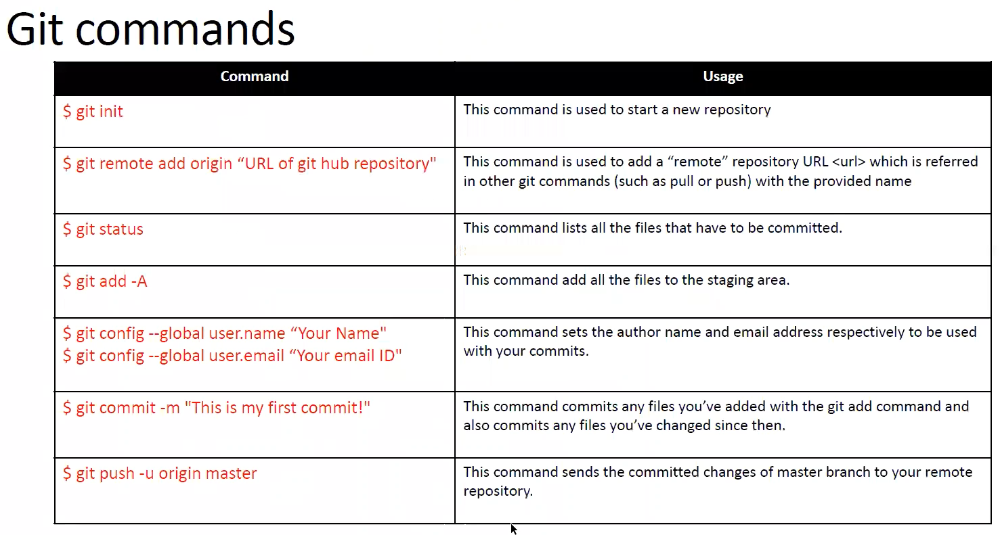 Git commands
Command
Usage
$ git init
This command is used to start a new repository
$ git remote add origin “URL of git hub repository"
This command is used to add a “remote” repository URL <url> which is referred
in other git commands (such as pull or push) with the provided name
$ git status
This command lists all the files that have to be committed.
$ git add -A
This command add all the files to the staging area.
$ git config --global user.name “Your Name"
$ git config --global user.email “Your email ID"
This command sets the author name and email address respectively to be used
with your commits.
$ git commit -m "This is my first commit!"
This command commits any files you’ve added with the git add command and
also commits any files you’ve changed since then.
$ git push -u origin master
This command sends the committed changes of master branch to your remote
repository.